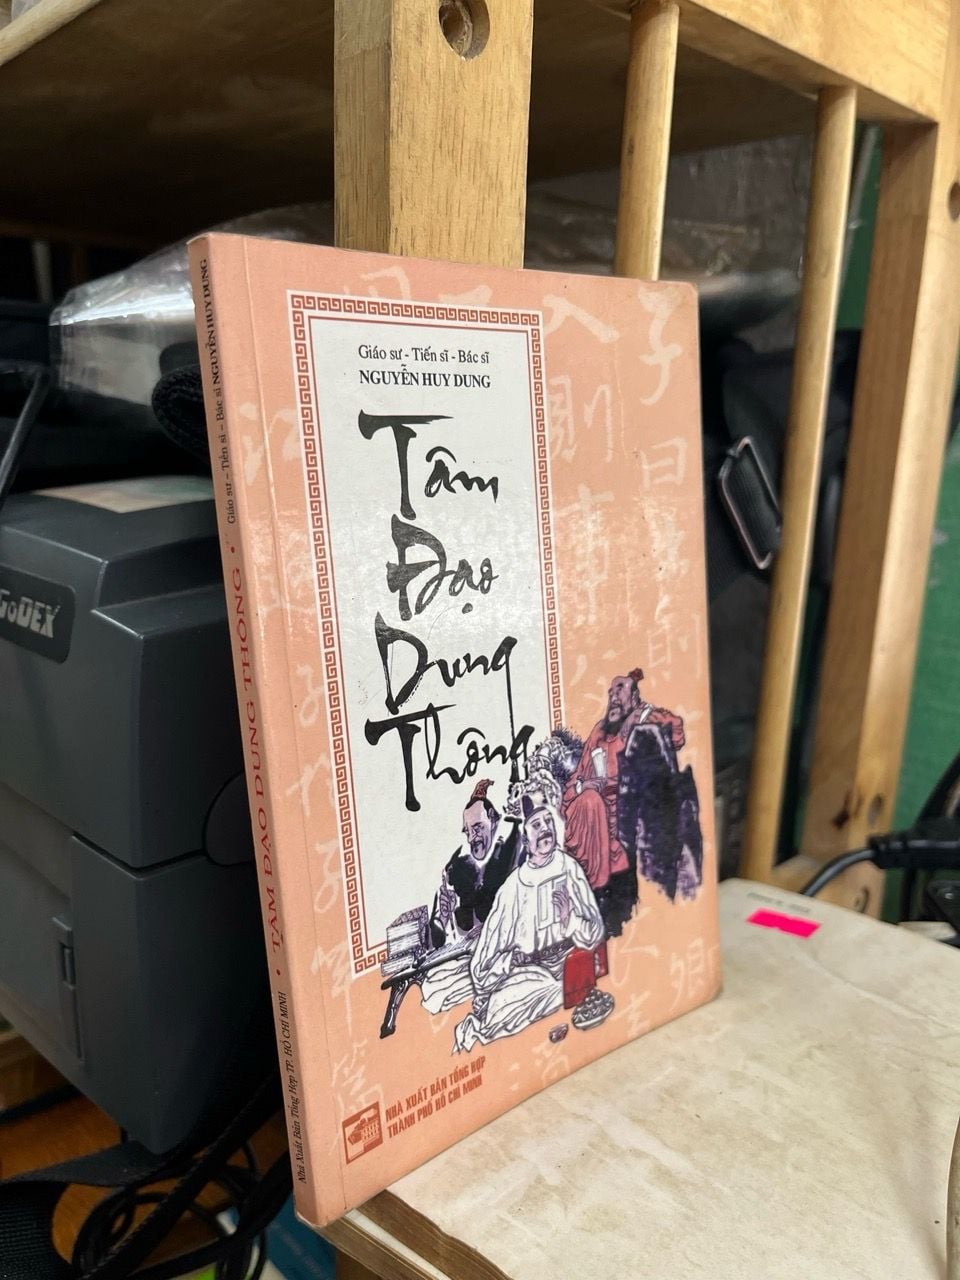 Giáo sư - Tiến sĩ - Bác sĩ
NGUYỄN HUY DUNG
Tâm
Đạo
Dung
Thông
NHÀ XUẤT BẢN TỔNG HỢP
THÀNH PHỐ HỒ CHÍ MINH
Giáo sư - Tiến sĩ - Bác sĩ NGUYỄN HUY DUNG
• TÂM ĐẠO DUNG THÔNG •
Nhà Xuất Bản Tổng Hợp TP. HỒ CHÍ MINH
GODEX